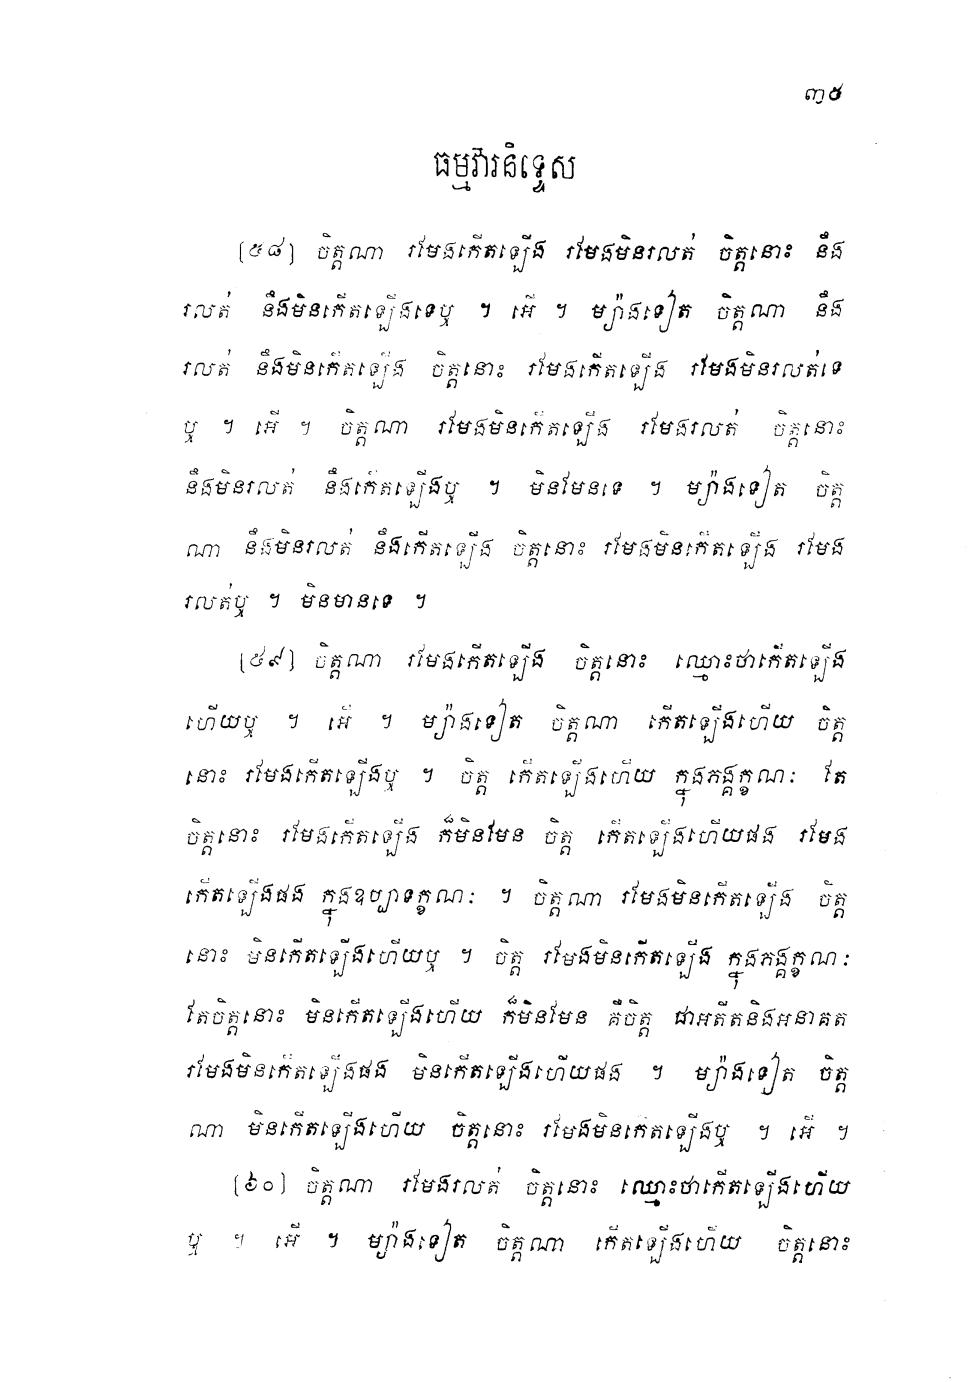 ៣៥
ធម្មវារនិទ្ទេស
[៥៨] ចិត្តណា រមែងកើតឡើង រមែងមិនរលត់ ចិត្តនោះ នឹង
រលត់ នឹងមិនកើតឡើងទេឬ ។ អើ ។ ម្យ៉ាងទៀត ចិត្តណា នឹង
រលត់ នឹងមិនកើតឡើង ចិត្តនោះ រមែងកើតឡើង រមែងមិនរលត់ទេ
ឬ ។ អើ ។ ចិត្តណា រមែងមិនកើតឡើង រមែងរលត់ ចិត្តនោះ
នឹងមិនរលត់ នឹងកើតឡើងឬ ។ មិនមែនទេ ។ ម្យ៉ាងទៀត ចិត្ត
ណា នឹងមិនរលត់ នឹងកើតឡើង ចិត្តនោះ រមែងមិនកើតឡើង រមែង
រលត់ឬ ។ មិនមានទេ ។
[៥៩] ចិត្តណា រមែងកើតឡើង ចិត្តនោះ ឈ្មោះថាកើតឡើង
ហើយឬ ។ អើ ។ ម្យ៉ាងទៀត ចិត្តណា កើតឡើងហើយ ចិត្ត
នោះ រមែងកើតឡើងឬ ។ ចិត្ត កើតឡើងហើយ ក្នុងភង្គក្ខណៈ តែ
ចិត្តនោះ រមែងកើតឡើង ក៏មិនមែន ចិត្ត កើតឡើងហើយផង រមែង
កើតឡើងផង ក្នុងឧប្បាទក្ខណៈ ។ ចិត្តណា រមែងមិនកើតឡើង ចិត្ត
នោះ មិនកើតឡើងហើយឬ ។ ចិត្ត រមែងមិនកើតឡើង ក្នុងភង្គក្ខណៈ
តែចិត្តនោះ មិនកើតឡើងហើយ ក៏មិនមែន គឺចិត្ត ជាអតីតនិងអនាគត
រមែងមិនកើតឡើងផង មិនកើតឡើងហើយផង ។ ម្យ៉ាងទៀត ចិត្ត
ណា មិនកើតឡើងហើយ ចិត្តនោះ រមែងមិនកើតឡើងឬ ។ អើ ។
[៦០] ចិត្តណា រមែងរលត់ ចិត្តនោះ ឈ្មោះថាកើតឡើងហើយ
ឬ ។ អើ ។ ម្យ៉ាងទៀត ចិត្តណា កើតឡើងហើយ ចិត្តនោះ